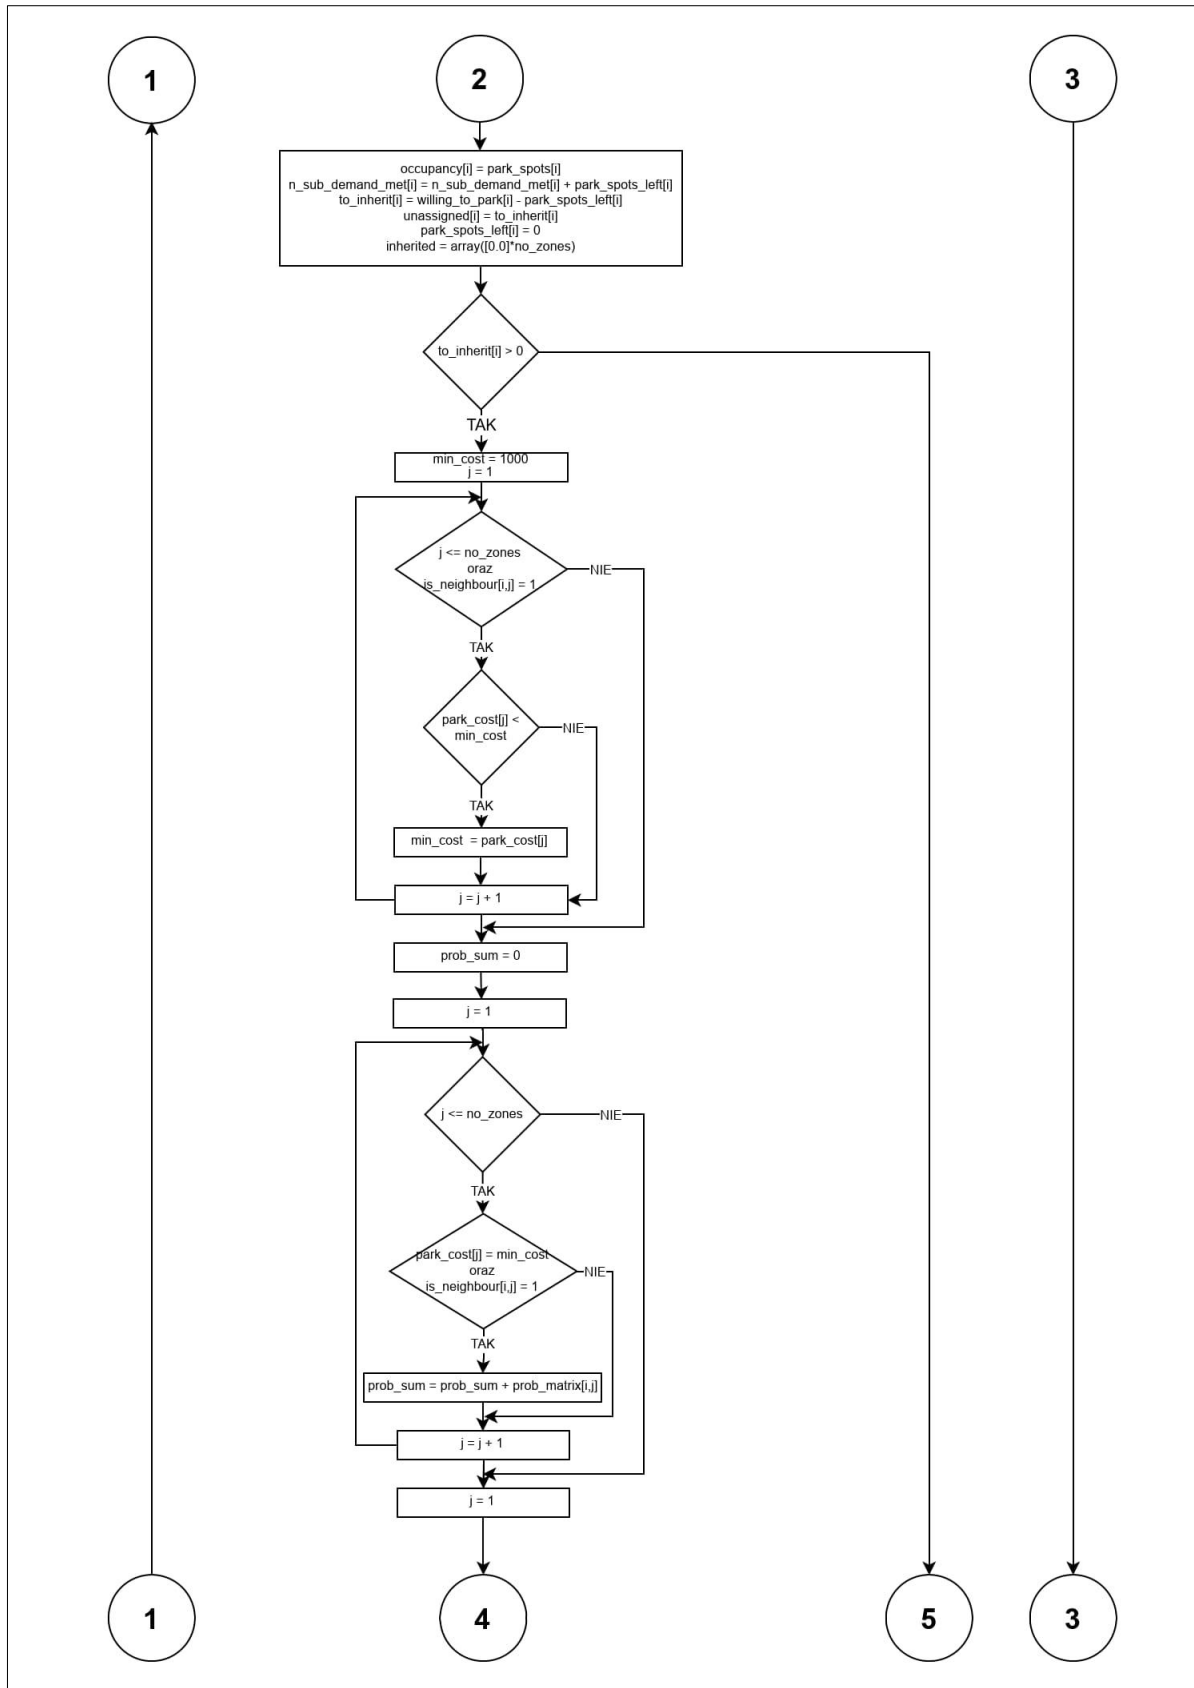 1
2
3
occupancy[i] = park_spots[i]
n_sub_demand_met[i] = n_sub_demand_met[i] + park_spots_left[i]
to_inherit[i] = willing_to_park[i] - park_spots_left[i]
unassigned[i] = to_inherit[i]
park_spots_left[i] = 0
inherited = array([0.0]*no_zones)
to_inherit[i] > 0
TAK
min_cost = 1000
j = 1
j <= no_zones
oraz
is_neighbour[i,j] = 1
NIE
TAK
park_cost[j] <
min_cost
NIE
TAK
min_cost = park_cost[j]
j = j + 1
prob_sum = 0
j = 1
j <= no_zones
NIE
TAK
park_cost[j] = min_cost
oraz
is_neighbour[i,j] = 1
NIE
TAK
prob_sum = prob_sum + prob_matrix[i,j]
j = j + 1
j = 1
1
4
5
3